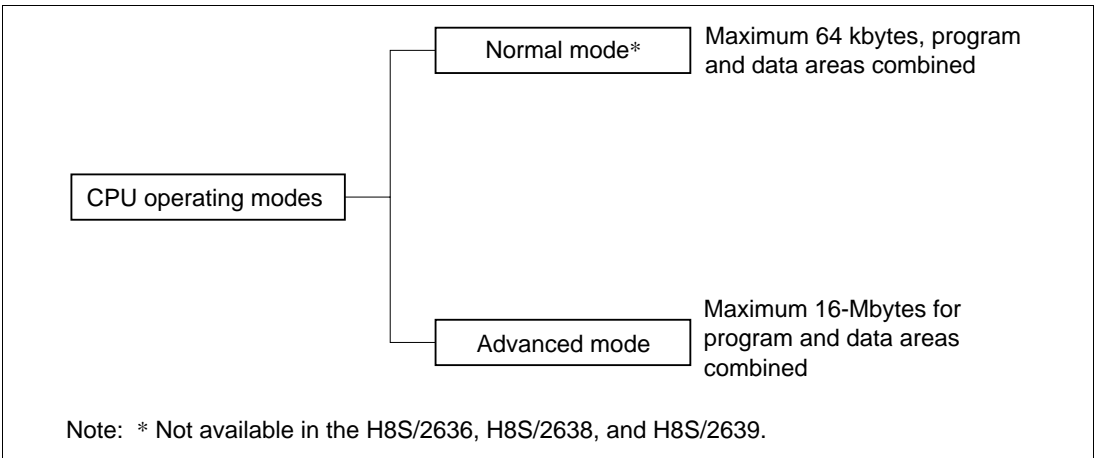 Normal mode*
Maximum 64 kbytes, program
and data areas combined
CPU operating modes
Advanced mode
Maximum 16-Mbytes for
program and data areas
combined
Note: * Not available in the H8S/2636, H8S/2638, and H8S/2639.